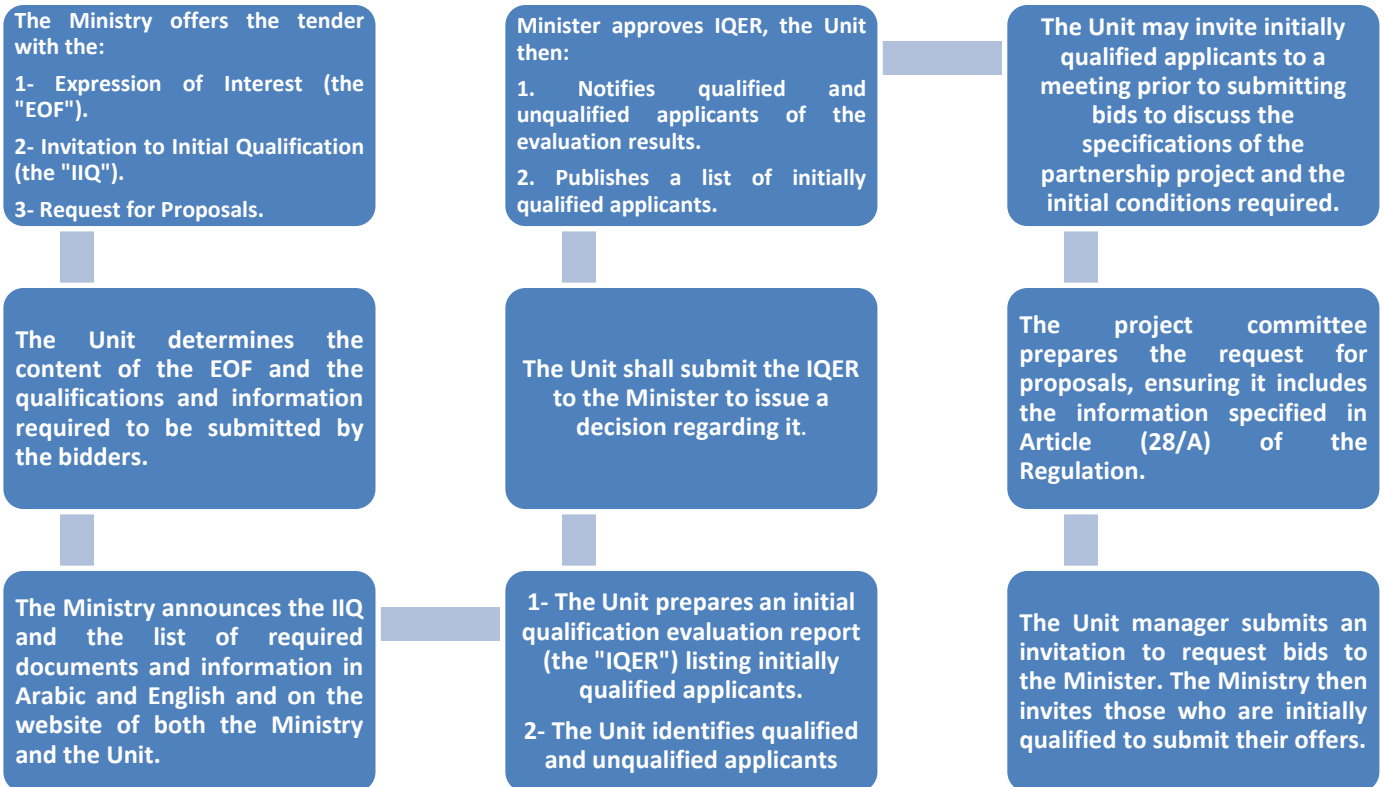 The Ministry offers the tender
with the:
1- Expression of Interest (the
"EOF").
2- Invitation to Initial Qualification
(the "IIQ").
3- Request for Proposals.
The Unit determines the
content of the EOF and the
qualifications and information
required to be submitted by
the bidders.
The Ministry announces the IIQ
and the list of required
documents and information in
Arabic and English and on the
website of both the Ministry
and the Unit.
1- The Unit prepares an initial
qualification evaluation report
(the "IQER") listing initially
qualified applicants.
2- The Unit identifies qualified
and unqualified applicants
The Unit shall submit the IQER
to the Minister to issue a
decision regarding it.
Minister approves IQER, the Unit
then:
1. Notifies qualified and
unqualified applicants of the
evaluation results.
2. Publishes a list of initially
qualified applicants.
The Unit may invite initially
qualified applicants to a
meeting prior to submitting
bids to discuss the
specifications of the
partnership project and the
initial conditions required.
The project committee
prepares the request for
proposals, ensuring it includes
the information specified in
Article (28/A) of the
Regulation.
The Unit manager submits an
invitation to request bids to
the Minister. The Ministry then
invites those who are initially
qualified to submit their offers.